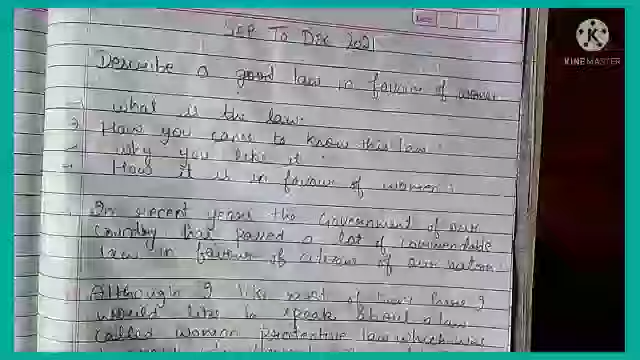 SEP TO DEC 2021
Describe a good law in favour of women
what is the law.
How you came to know this law.
why you like it.
How it is in favour of women.
In recent years the Government of our
Country has passed a lot of commendable
law in favour of citizens of our nation
Although I like most of laws here I
would like to speak about a law
called women protective law which was
K
KINEMASTER